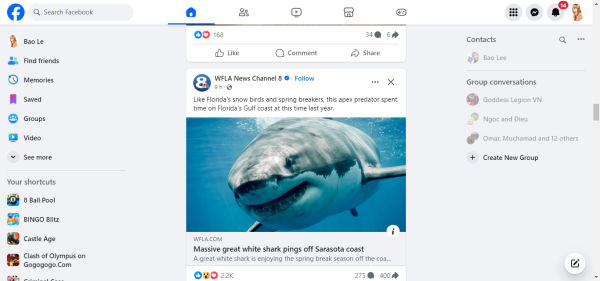 Search Facebook
14
Bao Le
Find friends
Memories
Saved
Groups
Video
See more
Your shortcuts
8 Ball Pool
BINGO Blitz
Castle Age
Clash of Olympus on
Gogogogo.Com
168
34
6
Like
Comment
Share
WFLA News Channel 8 · Follow
9 h ·
Like Florida's snow birds and spring breakers, this apex predator spent
time on Florida's Gulf coast at this time last year.
WFLA.COM
Massive great white shark pings off Sarasota coast
A great white shark is enjoying the spring break season off the coa...
2.2K
275
400
Contacts
Bao Lee
Group conversations
Goddess Legion VN
Ngoc and Dieu
Omar, Muchamad and 12 others
Create New Group